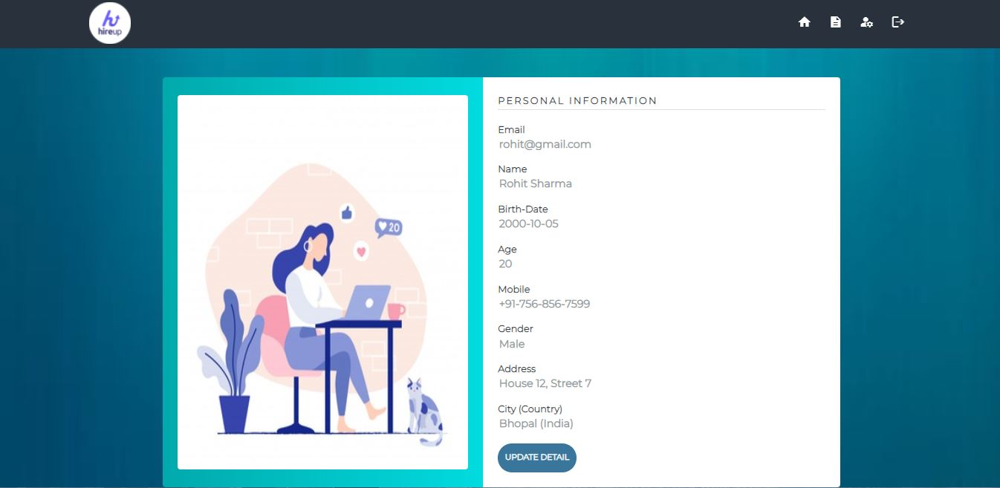 hireup
PERSONAL INFORMATION
Email
rohit@gmail.com
Name
Rohit Sharma
Birth-Date
2000-10-05
Age
20
Mobile
+91-756-856-7599
Gender
Male
Address
House 12, Street 7
City (Country)
Bhopal (India)
UPDATE DETAIL
20